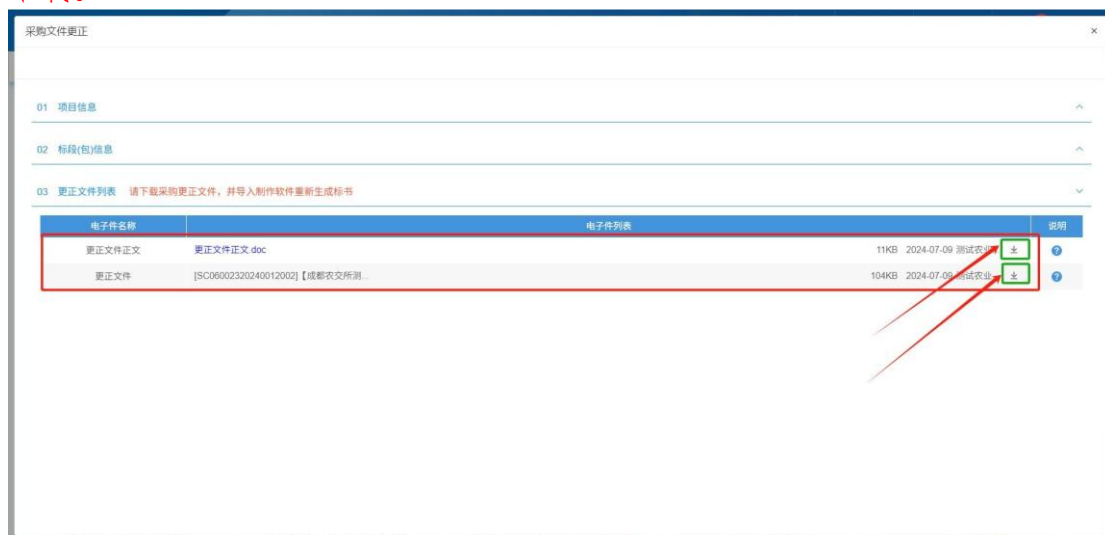 采购文件更正
×
01 项目信息
02 标段(包)信息
03 更正文件列表 请下载采购更正文件，并导入制作软件重新生成标书
电子件名称 电子件列表 说明
更正文件正文 更正文件正文.doc 11KB 2024-07-09 测试农业
更正文件 [SC06002320240012002]【成都农交所测... 104KB 2024-07-09 测试农业